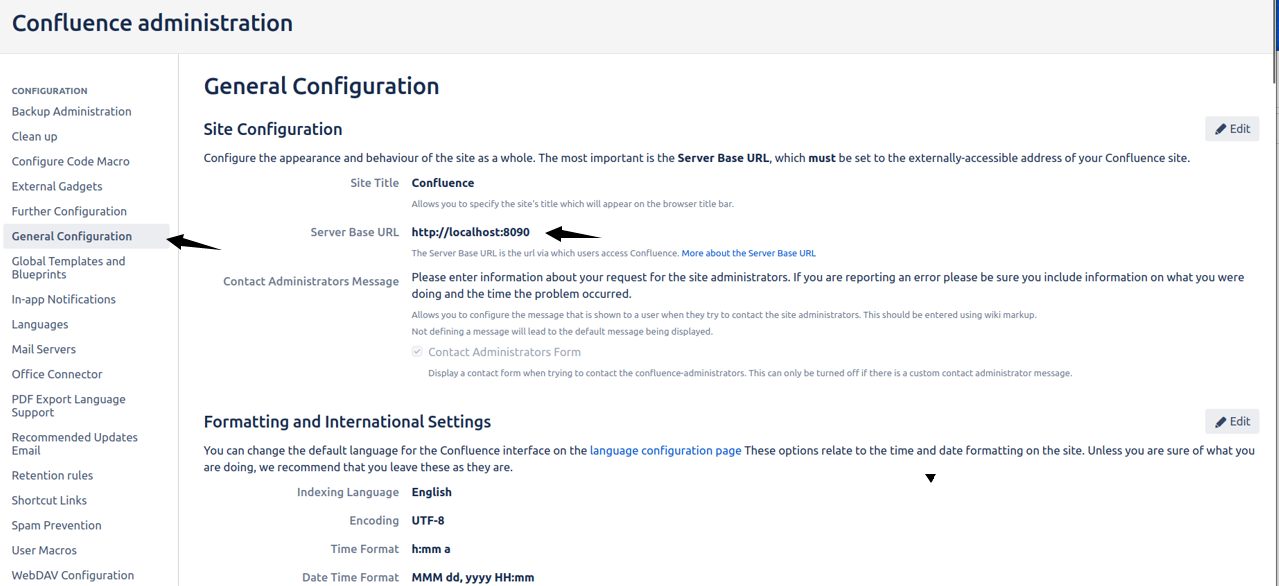 Confluence administration
CONFIGURATION
Backup Administration
Clean up
Configure Code Macro
External Gadgets
Further Configuration
General Configuration
Global Templates and
Blueprints
In-app Notifications
Languages
Mail Servers
Office Connector
PDF Export Language
Support
Recommended Updates
Email
Retention rules
Shortcut Links
Spam Prevention
User Macros
WebDAV Configuration
General Configuration
Site Configuration
Edit
Configure the appearance and behaviour of the site as a whole. The most important is the Server Base URL, which must be set to the externally-accessible address of your Confluence site.
Site Title Confluence
Allows you to specify the site's title which will appear on the browser title bar.
Server Base URL http://localhost:8090
The Server Base URL is the url via which users access Confluence. More about the Server Base URL
Contact Administrators Message Please enter information about your request for the site administrators. If you are reporting an error please be sure you include information on what you were
doing and the time the problem occurred.
Allows you to configure the message that is shown to a user when they try to contact the site administrators. This should be entered using wiki markup.
Not defining a message will lead to the default message being displayed.
Contact Administrators Form
Display a contact form when trying to contact the confluence-administrators. This can only be turned off if there is a custom contact administrator message.
Formatting and International Settings
Edit
You can change the default language for the Confluence interface on the language configuration page These options relate to the time and date formatting on the site. Unless you are sure of what you
are doing, we recommend that you leave these as they are.
Indexing Language English
Encoding UTF-8
Time Format h:mm a
Date Time Format MMM dd, yyyy HH:mm